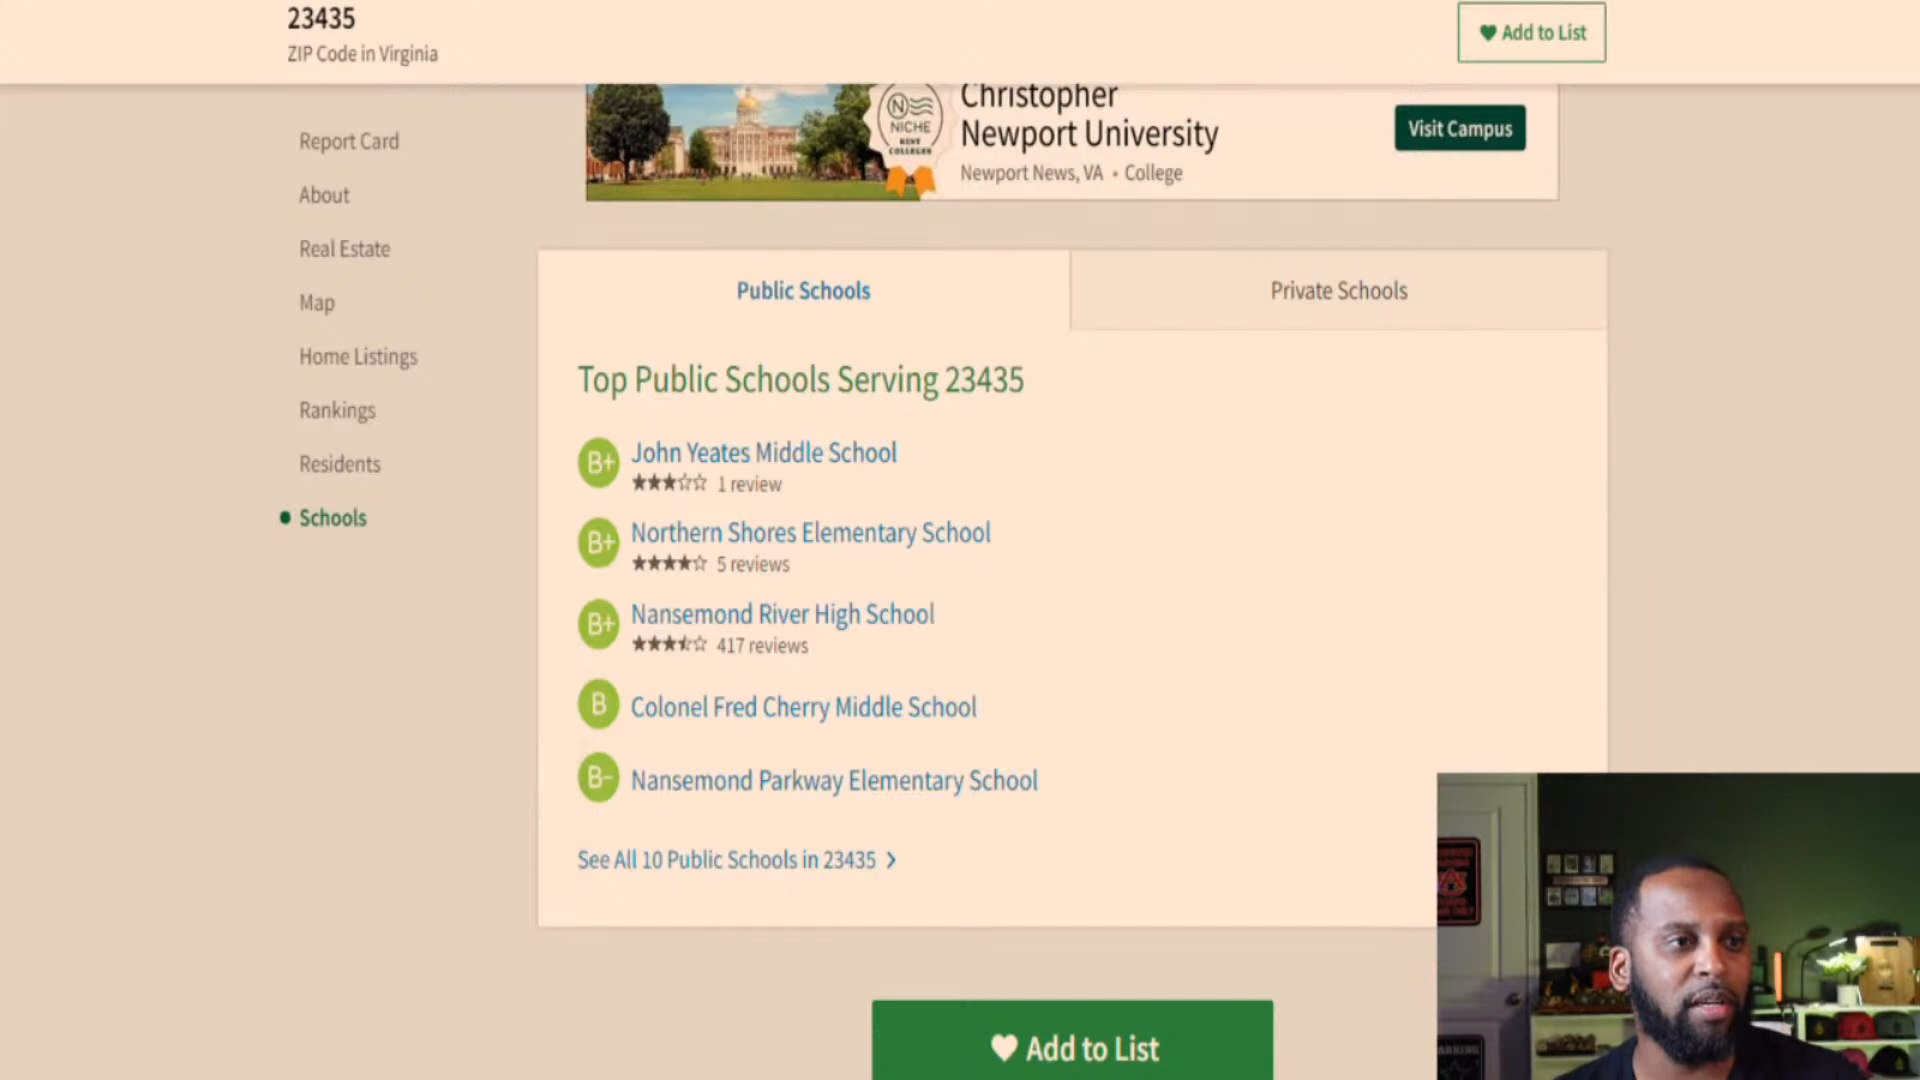 23435
ZIP Code in Virginia
Add to List
Report Card
About
Real Estate
Map
Home Listings
Rankings
Residents
Schools
NICHE
BEST
COLLEGES
Christopher
Newport University
Newport News, VA • College
Visit Campus
Public Schools
Private Schools
Top Public Schools Serving 23435
B+
John Yeates Middle School
1 review
B+
Northern Shores Elementary School
5 reviews
B+
Nansemond River High School
417 reviews
B
Colonel Fred Cherry Middle School
B-
Nansemond Parkway Elementary School
See All 10 Public Schools in 23435
Add to List